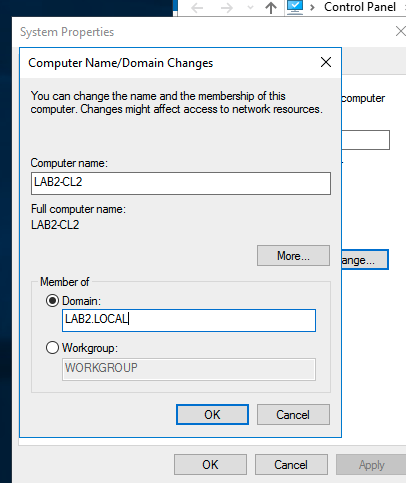 Control Panel
System Properties
Computer Name/Domain Changes
You can change the name and the membership of this
computer. Changes might affect access to network resources.
computer
Computer name:
LAB2-CL2
Full computer name:
LAB2-CL2
More...
ange...
Member of
Domain:
LAB2.LOCAL
Workgroup:
WORKGROUP
OK
Cancel
OK
Cancel
Apply